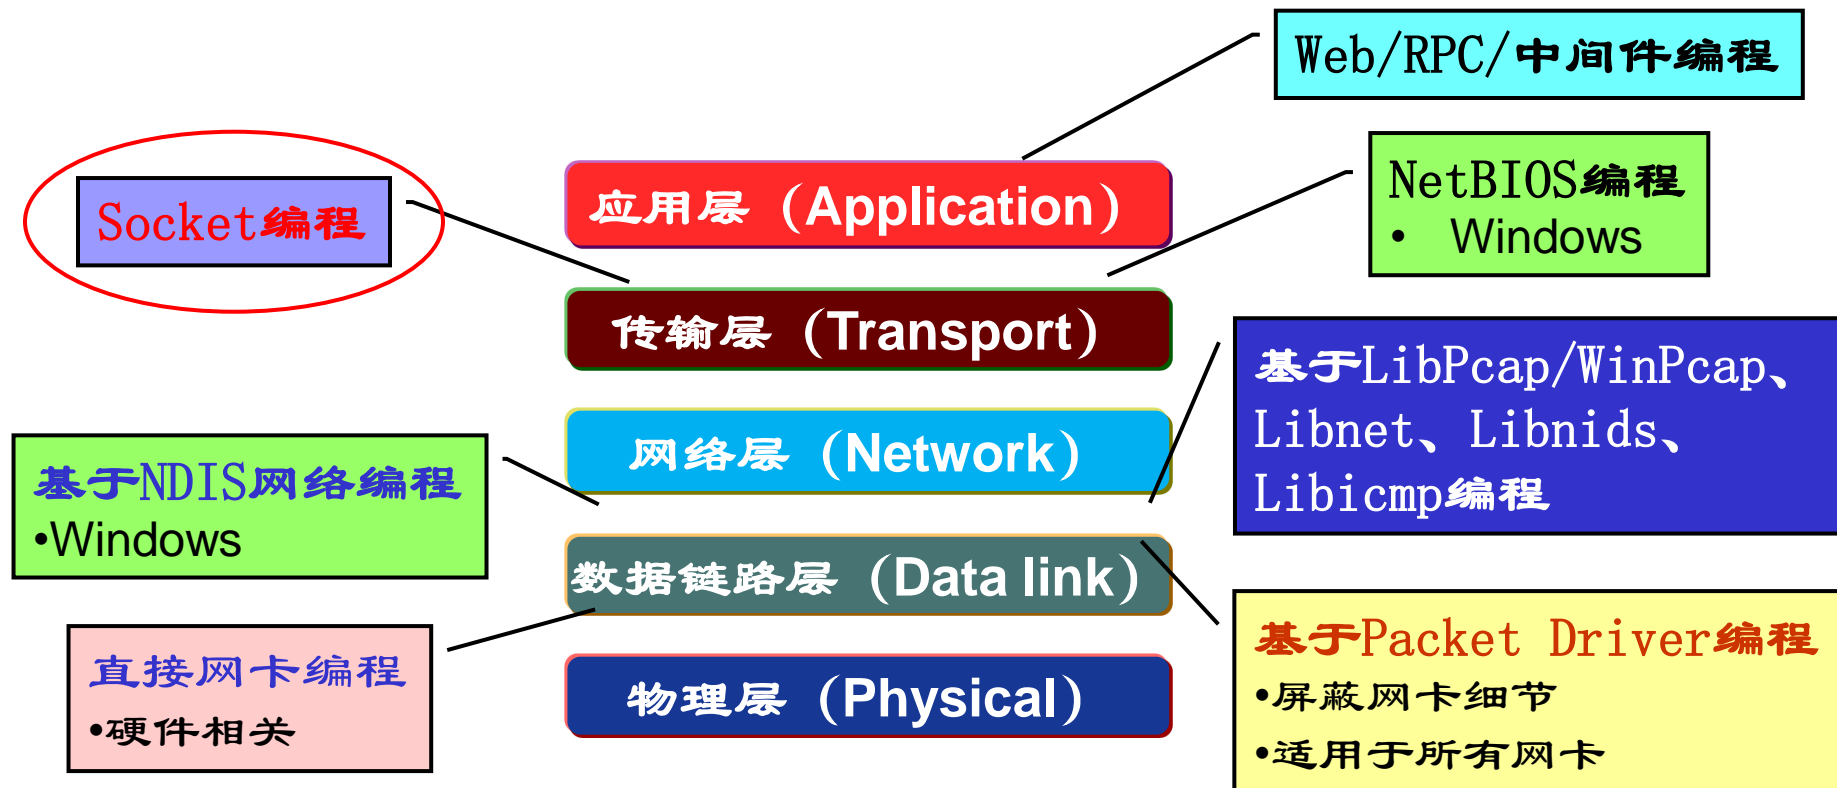 Web/RPC/中间件编程
Socket编程
应用层（Application）
NetBIOS编程
• Windows
传输层（Transport）
基于LibPcap/WinPcap、
Libnet、Libnids、
Libicmp编程
网络层（Network）
基于NDIS网络编程
•Windows
数据链路层（Data link）
直接网卡编程
•硬件相关
物理层（Physical）
基于Packet Driver编程
•屏蔽网卡细节
•适用于所有网卡